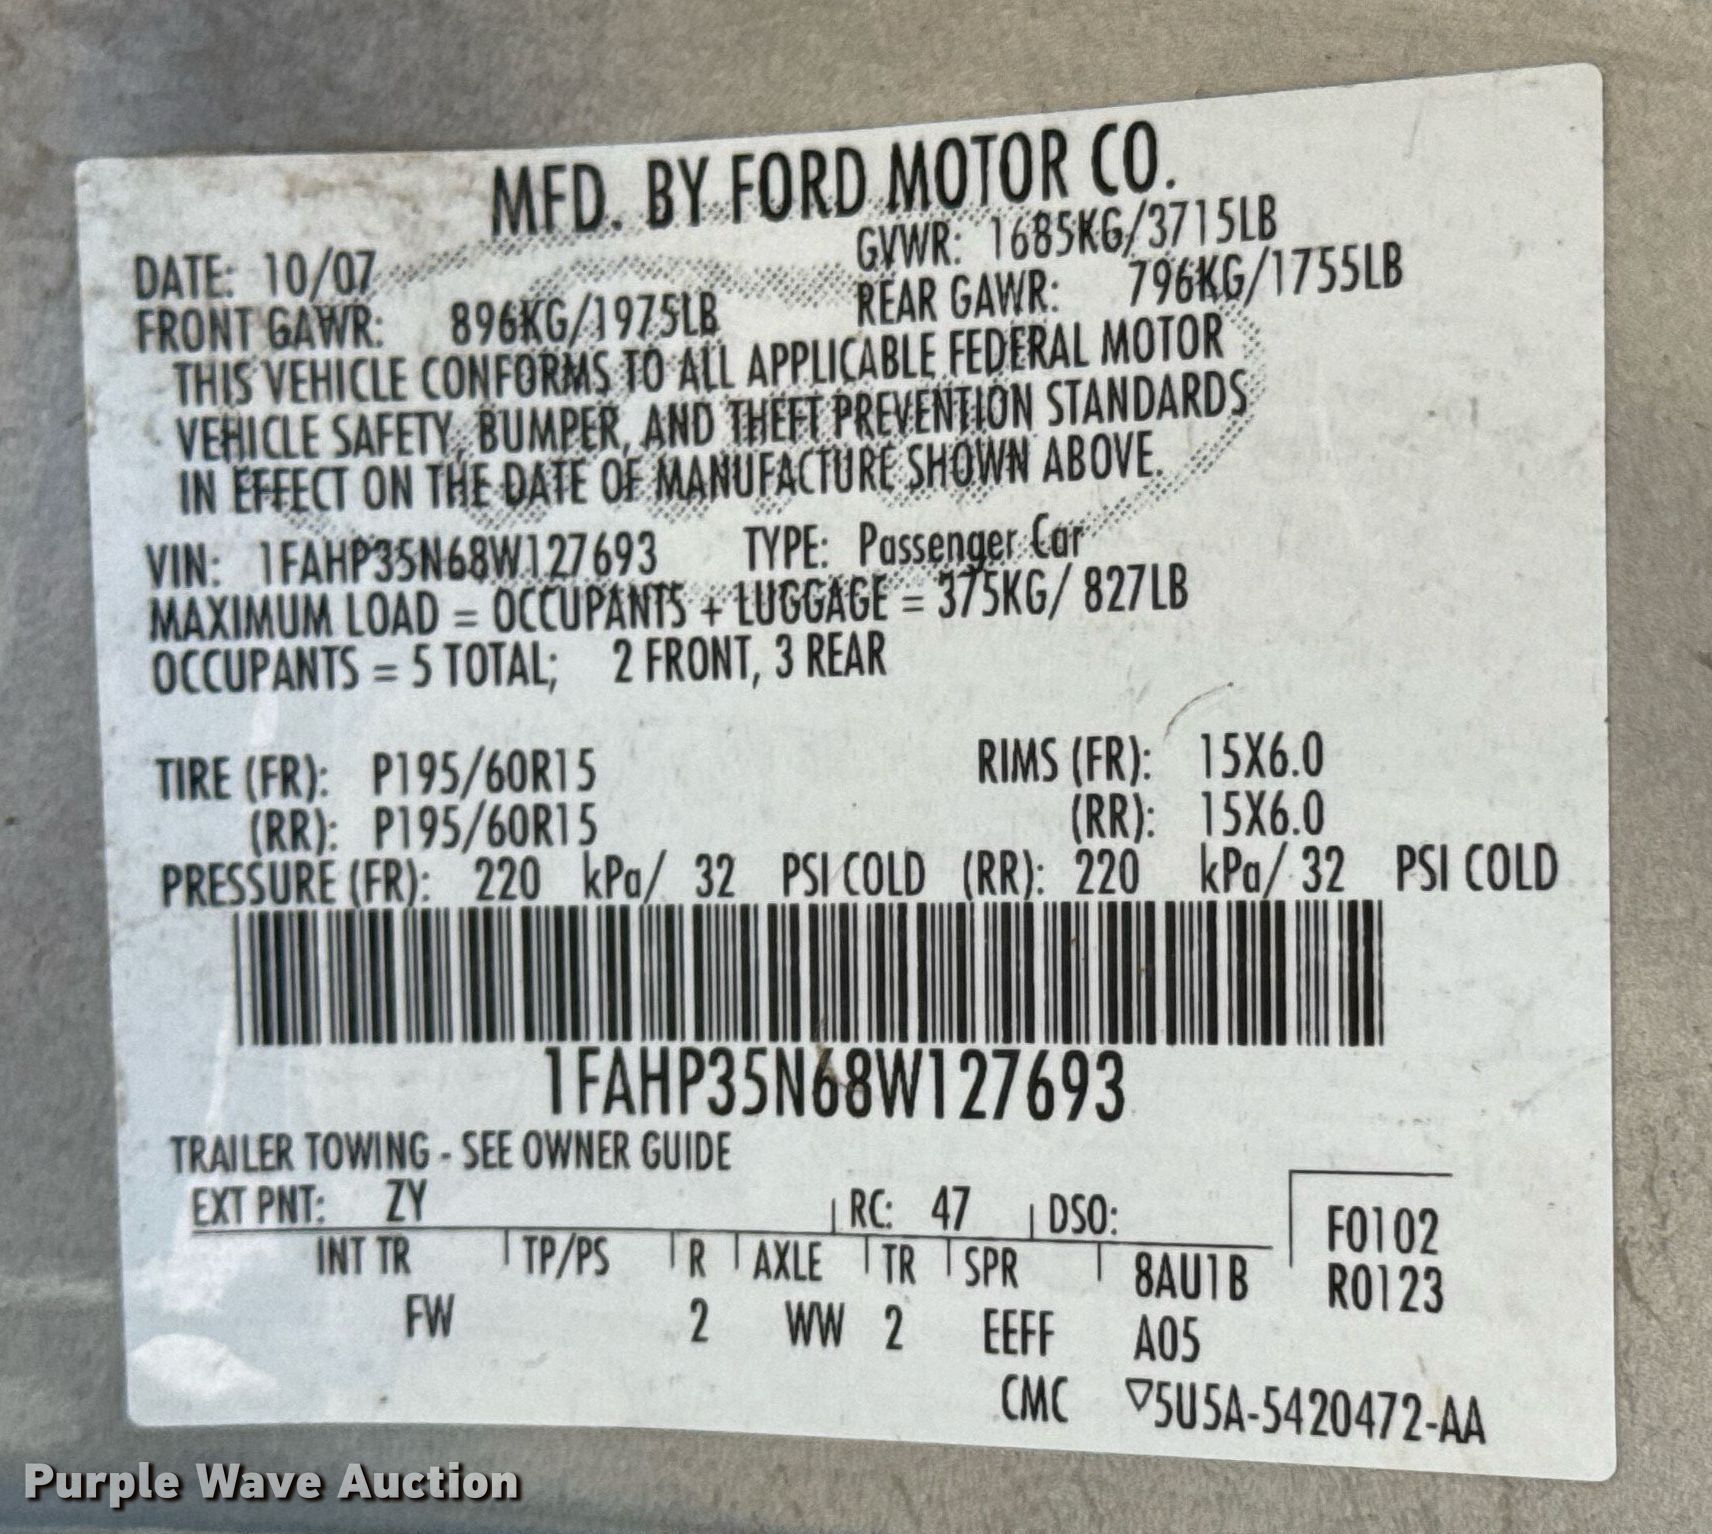 MFD. BY FORD MOTOR CO.
DATE: 10/07 GVWR: 1685KG/3715LB
FRONT GAWR: 896KG/1975LB REAR GAWR: 796KG/1755LB
THIS VEHICLE CONFORMS TO ALL APPLICABLE FEDERAL MOTOR
VEHICLE SAFETY, BUMPER, AND THEFT PREVENTION STANDARDS
IN EFFECT ON THE DATE OF MANUFACTURE SHOWN ABOVE.
VIN: 1FAHP35N68W127693 TYPE: Passenger Car
MAXIMUM LOAD = OCCUPANTS + LUGGAGE = 375KG/ 827LB
OCCUPANTS = 5 TOTAL; 2 FRONT, 3 REAR
TIRE (FR): P195/60R15 RIMS (FR): 15X6.0
(RR): P195/60R15 (RR): 15X6.0
PRESSURE (FR): 220 kPa/ 32 PSI COLD (RR): 220 kPa/ 32 PSI COLD
1FAHP35N68W127693
TRAILER TOWING - SEE OWNER GUIDE
EXT PNT: ZY RC: 47 DSO: F0102
INT TR TP/PS R AXLE TR SPR 8AU1B R0123
FW 2 WW 2 EEFF A05
CMC ▽5U5A-5420472-AA
Purple Wave Auction